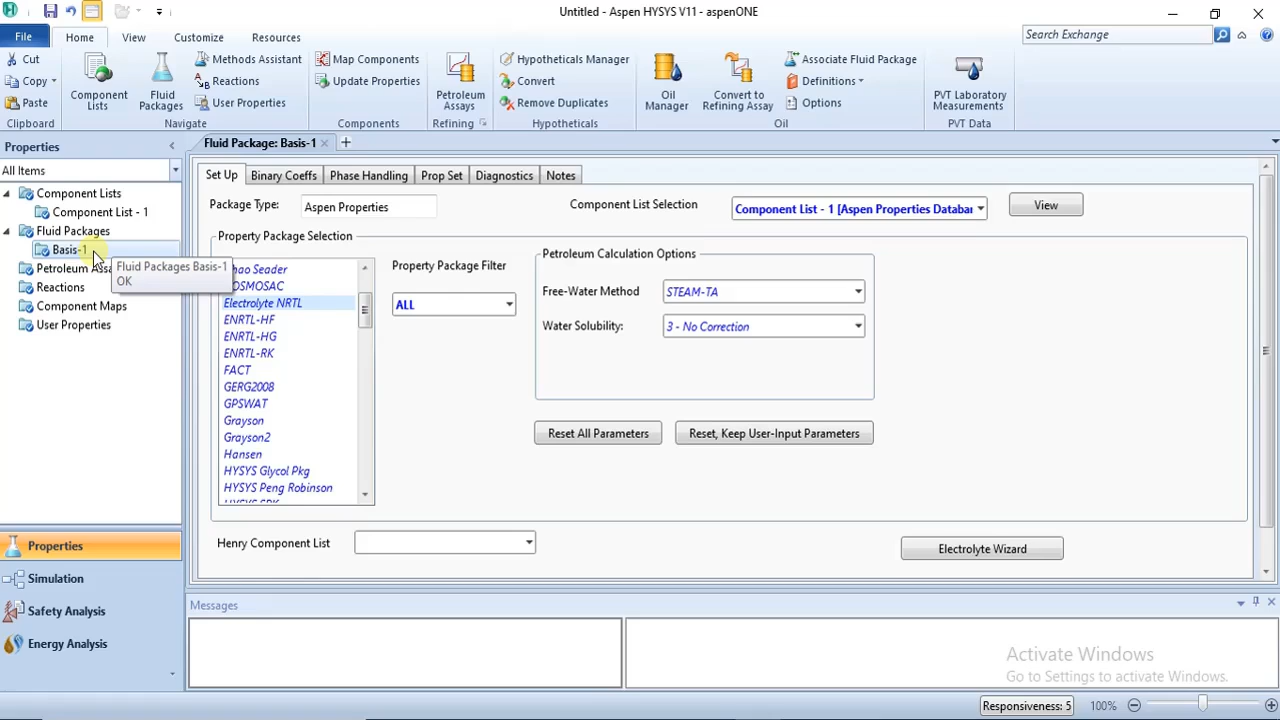 Untitled - Aspen HYSYS V11 - aspenONE
File
Home
View
Customize
Resources
Search Exchange
Cut
Copy
Paste
Clipboard
Component Lists
Fluid Packages
Methods Assistant
Reactions
User Properties
Navigate
Map Components
Update Properties
Components
Petroleum Assays
Refining
Hypotheticals Manager
Convert
Remove Duplicates
Hypotheticals
Oil Manager
Convert to Refining Assay
Associate Fluid Package
Definitions
Options
Oil
PVT Laboratory Measurements
PVT Data
Properties
All Items
Component Lists
Component List - 1
Fluid Packages
Basis-1
Petroleum Assa
Reactions
Component Maps
User Properties
Fluid Packages Basis-1
OK
Properties
Simulation
Safety Analysis
Energy Analysis
Fluid Package: Basis-1
Set Up
Binary Coeffs
Phase Handling
Prop Set
Diagnostics
Notes
Package Type:
Aspen Properties
Component List Selection
Component List - 1 [Aspen Properties Databa
View
Property Package Selection
hao Seader
COSMOSAC
Electrolyte NRTL
ENRTL-HF
ENRTL-HG
ENRTL-RK
FACT
GERG2008
GPSWAT
Grayson
Grayson2
Hansen
HYSYS Glycol Pkg
HYSYS Peng Robinson
Property Package Filter
ALL
Petroleum Calculation Options
Free-Water Method
STEAM-TA
Water Solubility:
3 - No Correction
Reset All Parameters
Reset, Keep User-Input Parameters
Henry Component List
Electrolyte Wizard
Messages
Activate Windows
Go to Settings to activate Windows.
Responsiveness: 5
100%